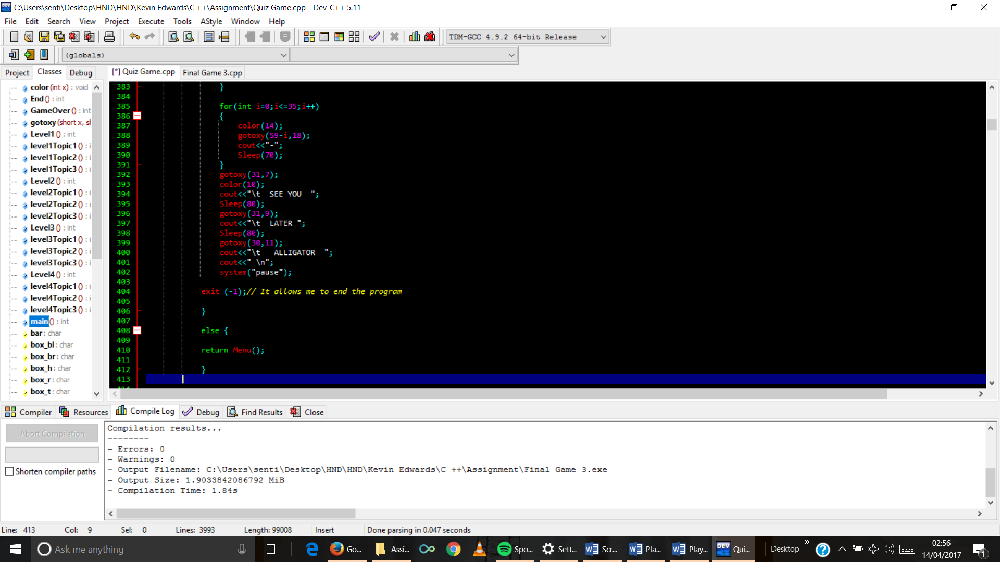 C:\Users\senti\Desktop\HND\HND\Kevin Edwards\C ++\Assignment\Quiz Game.cpp - Dev-C++ 5.11
File Edit Search View Project Execute Tools AStyle Window Help
TDM-GCC 4.9.2 64-bit Release
(globals)
Project Classes Debug
[*] Quiz Game.cpp Final Game 3.cpp
color (int x) : void
End () : int
GameOver () : int
gotoxy (short x, sh
Level1 () : int
level1Topic1 () : i
level1Topic2 () : i
level1Topic3 () : i
Level2 () : int
level2Topic1 () : i
level2Topic2 () : i
level2Topic3 () : i
Level3 () : int
level3Topic1 () : i
level3Topic2 () : i
level3Topic3 () : i
Level4 () : int
level4Topic1 () : i
level4Topic2 () : i
level4Topic3 () : i
main () : int
bar : char
box_bl : char
box_br : char
box_h : char
box_r : char
box_t : char
383 }
384
385 for(int i=0;i<=35;i++)
386 {
387 color(14);
388 gotoxy(59-i,18);
389 cout<<"-";
390 Sleep(70);
391 }
392 gotoxy(31,7);
393 color(10);
394 cout<<"\t  SEE YOU  ";
395 Sleep(80);
396 gotoxy(31,9);
397 cout<<"\t  LATER ";
398 Sleep(80);
399 gotoxy(30,11);
400 cout<<"\t   ALLIGATOR  ";
401 cout<<" \n";
402 system("pause");
403
404 exit (-1);// It allows me to end the program
405
406 }
407
408 else {
409
410 return Menu();
411
412 }
413
414
Compiler Resources Compile Log Debug Find Results Close
Abort Compilation
Shorten compiler paths
Compilation results...
--------
- Errors: 0
- Warnings: 0
- Output Filename: C:\Users\senti\Desktop\HND\HND\Kevin Edwards\C ++\Assignment\Final Game 3.exe
- Output Size: 1.9033842086792 MiB
- Compilation Time: 1.84s
Line: 413 Col: 9 Sel: 0 Lines: 3993 Length: 99008 Insert Done parsing in 0.047 seconds
Ask me anything
Go... Assi... Spo... Sett... Scr... Pla... Play... DEV Qui... Desktop »
02:56
14/04/2017
1